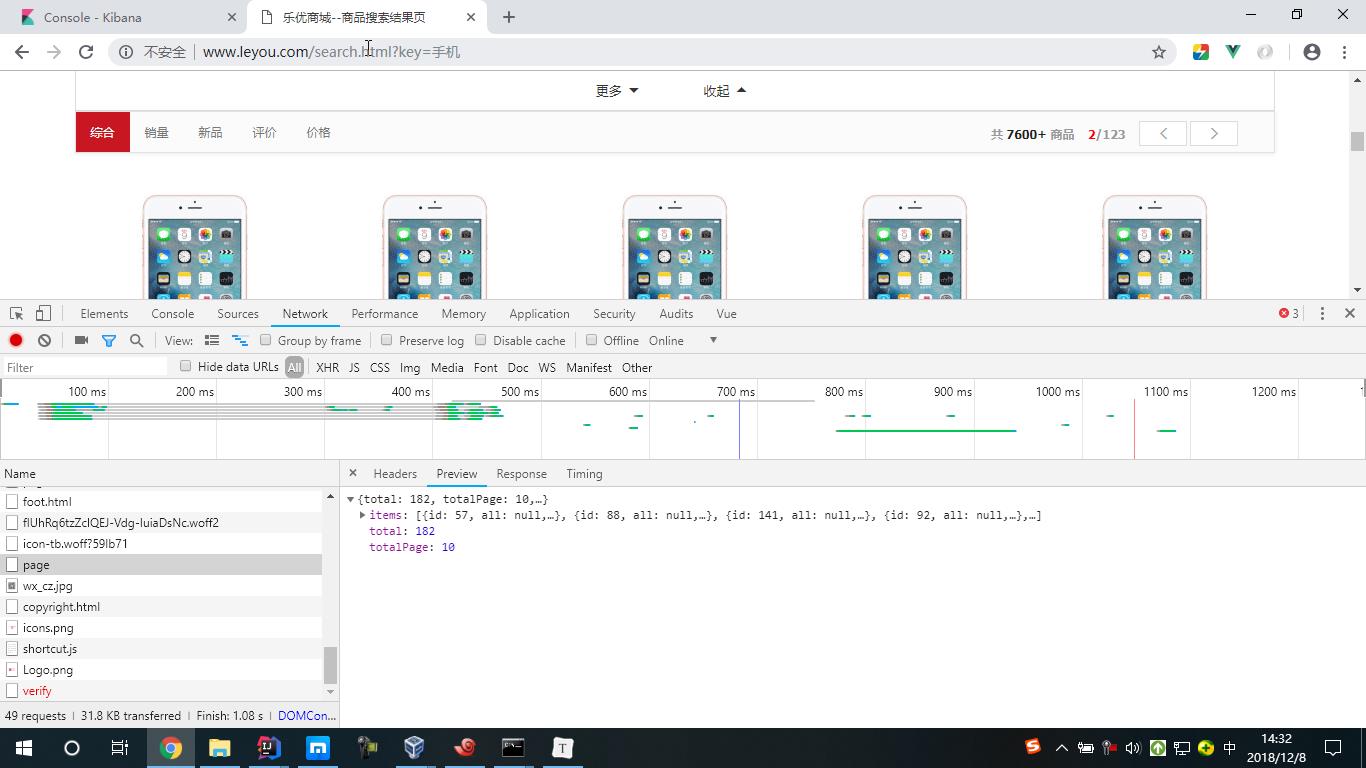 Console - Kibana
乐优商城--商品搜索结果页
不安全 www.leyou.com/search.html?key=手机
更多 收起
综合 销量 新品 评价 价格 共 7600+ 商品 2/123
Elements Console Sources Network Performance Memory Application Security Audits Vue 3
View: Group by frame Preserve log Disable cache Offline Online
Filter Hide data URLs All XHR JS CSS Img Media Font Doc WS Manifest Other
100 ms 200 ms 300 ms 400 ms 500 ms 600 ms 700 ms 800 ms 900 ms 1000 ms 1100 ms 1200 ms
Name
foot.html
flUhRq6tzZclQEJ-Vdg-IuiaDsNc.woff2
icon-tb.woff?59lb71
page
wx_cz.jpg
copyright.html
icons.png
shortcut.js
Logo.png
verify
49 requests 31.8 KB transferred Finish: 1.08 s DOMCon...
Headers Preview Response Timing
{total: 182, totalPage: 10,…}
items: [{id: 57, all: null,…}, {id: 88, all: null,…}, {id: 141, all: null,…}, {id: 92, all: null,…},…]
total: 182
totalPage: 10
中
14:32
2018/12/8